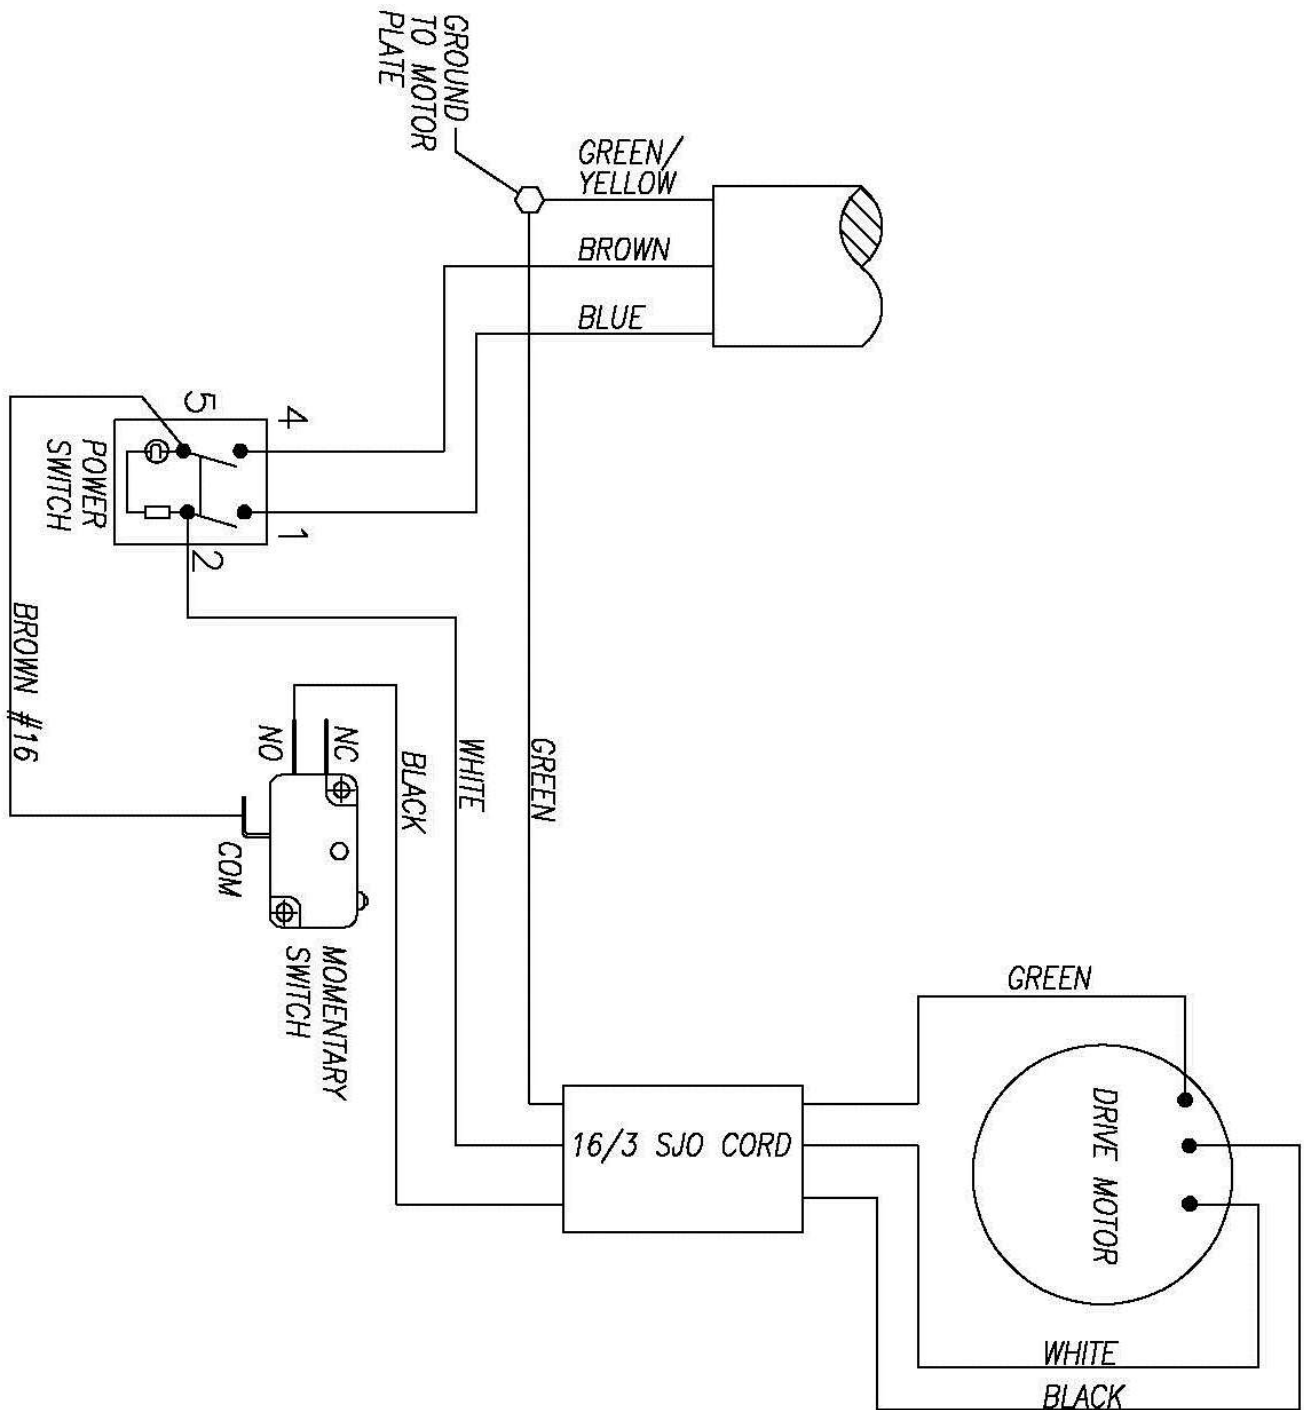 GROUND
TO MOTOR
PLATE
GREEN/
YELLOW
BROWN
BLUE
5
4
POWER
SWITCH
1
2
BROWN #16
NO
NC
BLACK
WHITE
GREEN
COM
MOMENTARY
SWITCH
16/3 SJO CORD
GREEN
DRIVE MOTOR
WHITE
BLACK